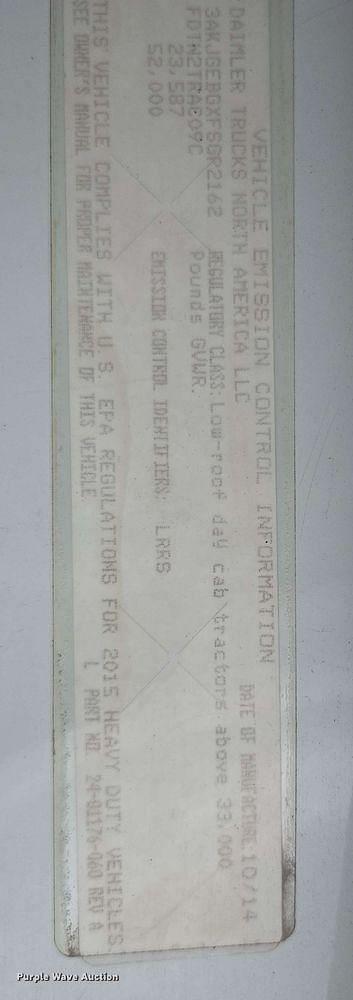 VEHICLE EMISSION CONTROL INFORMATION
DAIMLER TRUCKS NORTH AMERICA LLC DATE OF MANUFACTURE:10/14
3AKJGEBGXFSGR2162 REGULATORY CLASS:Low-roof day cab tractors above 33,000
Pounds GVWR.
23,587
52,000 EMISSION CONTROL IDENTIFIERS: LRRS
THIS VEHICLE COMPLIES WITH U.S. EPA REGULATIONS FOR 2015 HEAVY DUTY VEHICLES
SEE OWNER'S MANUAL FOR PROPER MAINTENANCE OF THIS VEHICLE L PART NO: 24-01176-060 REV A
Purple Wave Auction